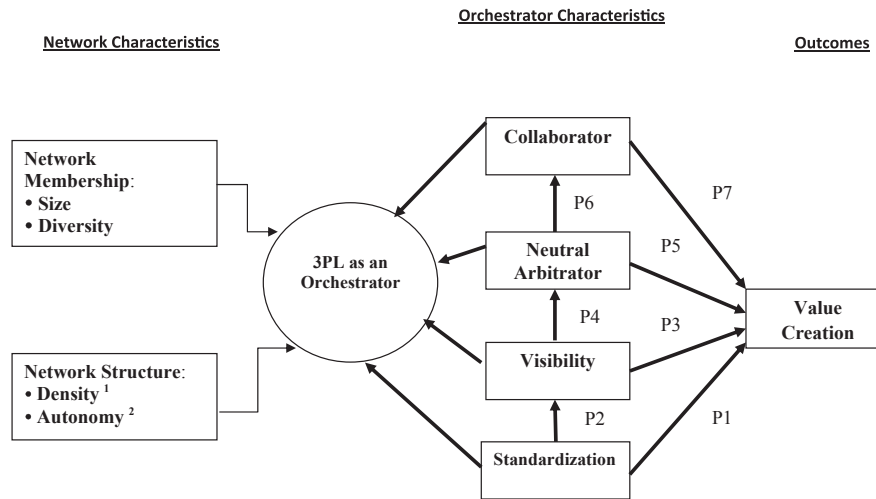 Orchestrator Characteristics
Network Characteristics
Outcomes
Network
Membership:
• Size
• Diversity
Network Structure:
• Density ¹
• Autonomy ²
3PL as an
Orchestrator
Collaborator
P6
Neutral
Arbitrator
P4
Visibility
P2
Standardization
P7
P5
P3
P1
Value
Creation